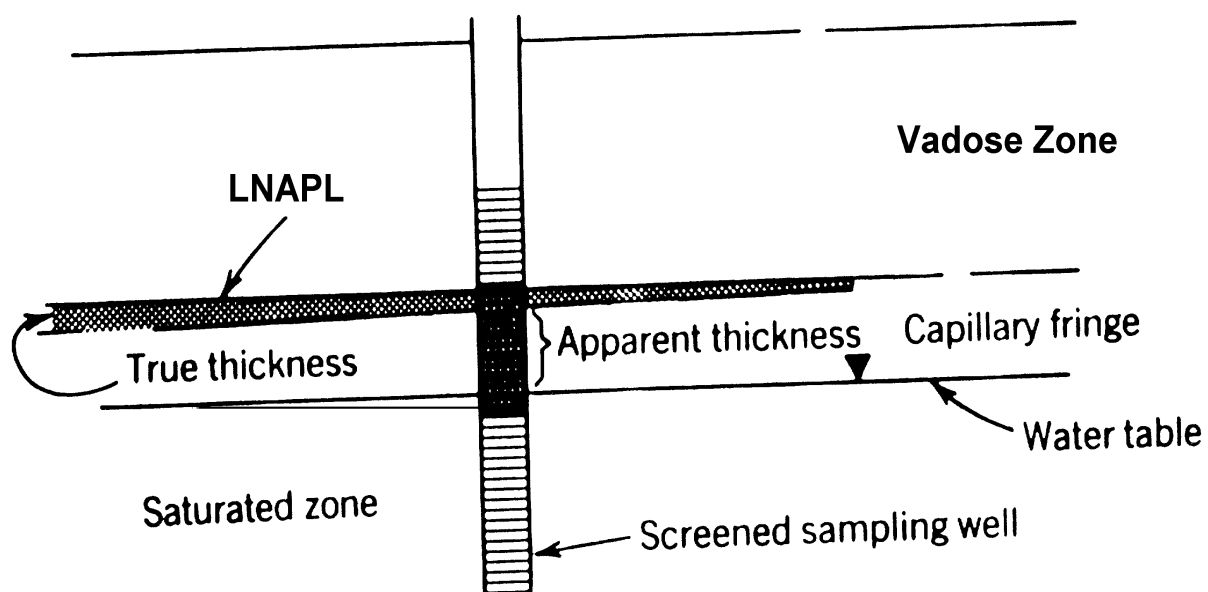 Vadose Zone
LNAPL
Apparent thickness
Capillary fringe
True thickness
Water table
Saturated zone
Screened sampling well